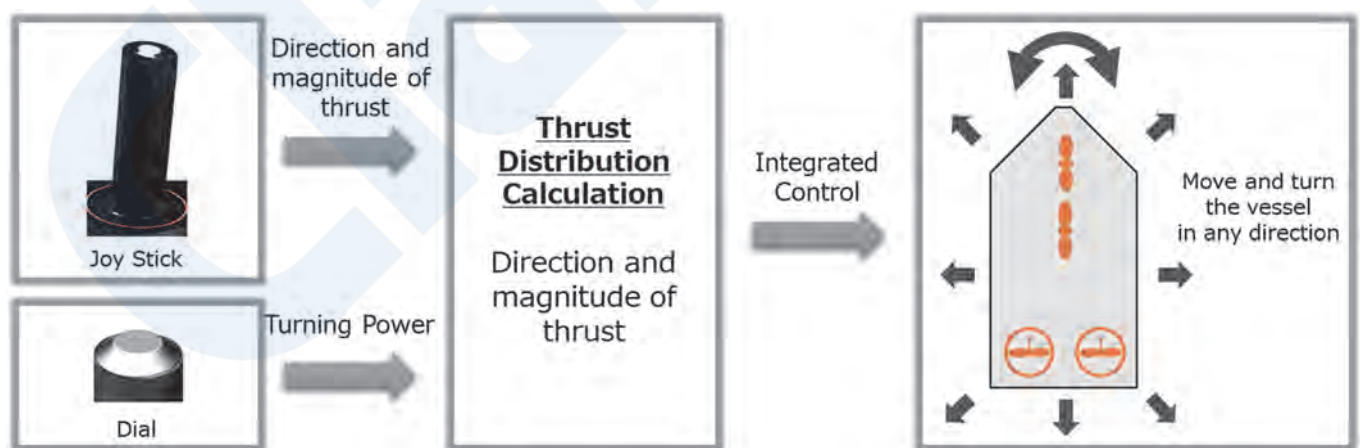 Joy Stick
Direction and
magnitude of
thrust
Dial
Turning Power
Thrust
Distribution
Calculation
Direction and
magnitude of
thrust
Integrated
Control
Move and turn
the vessel
in any direction